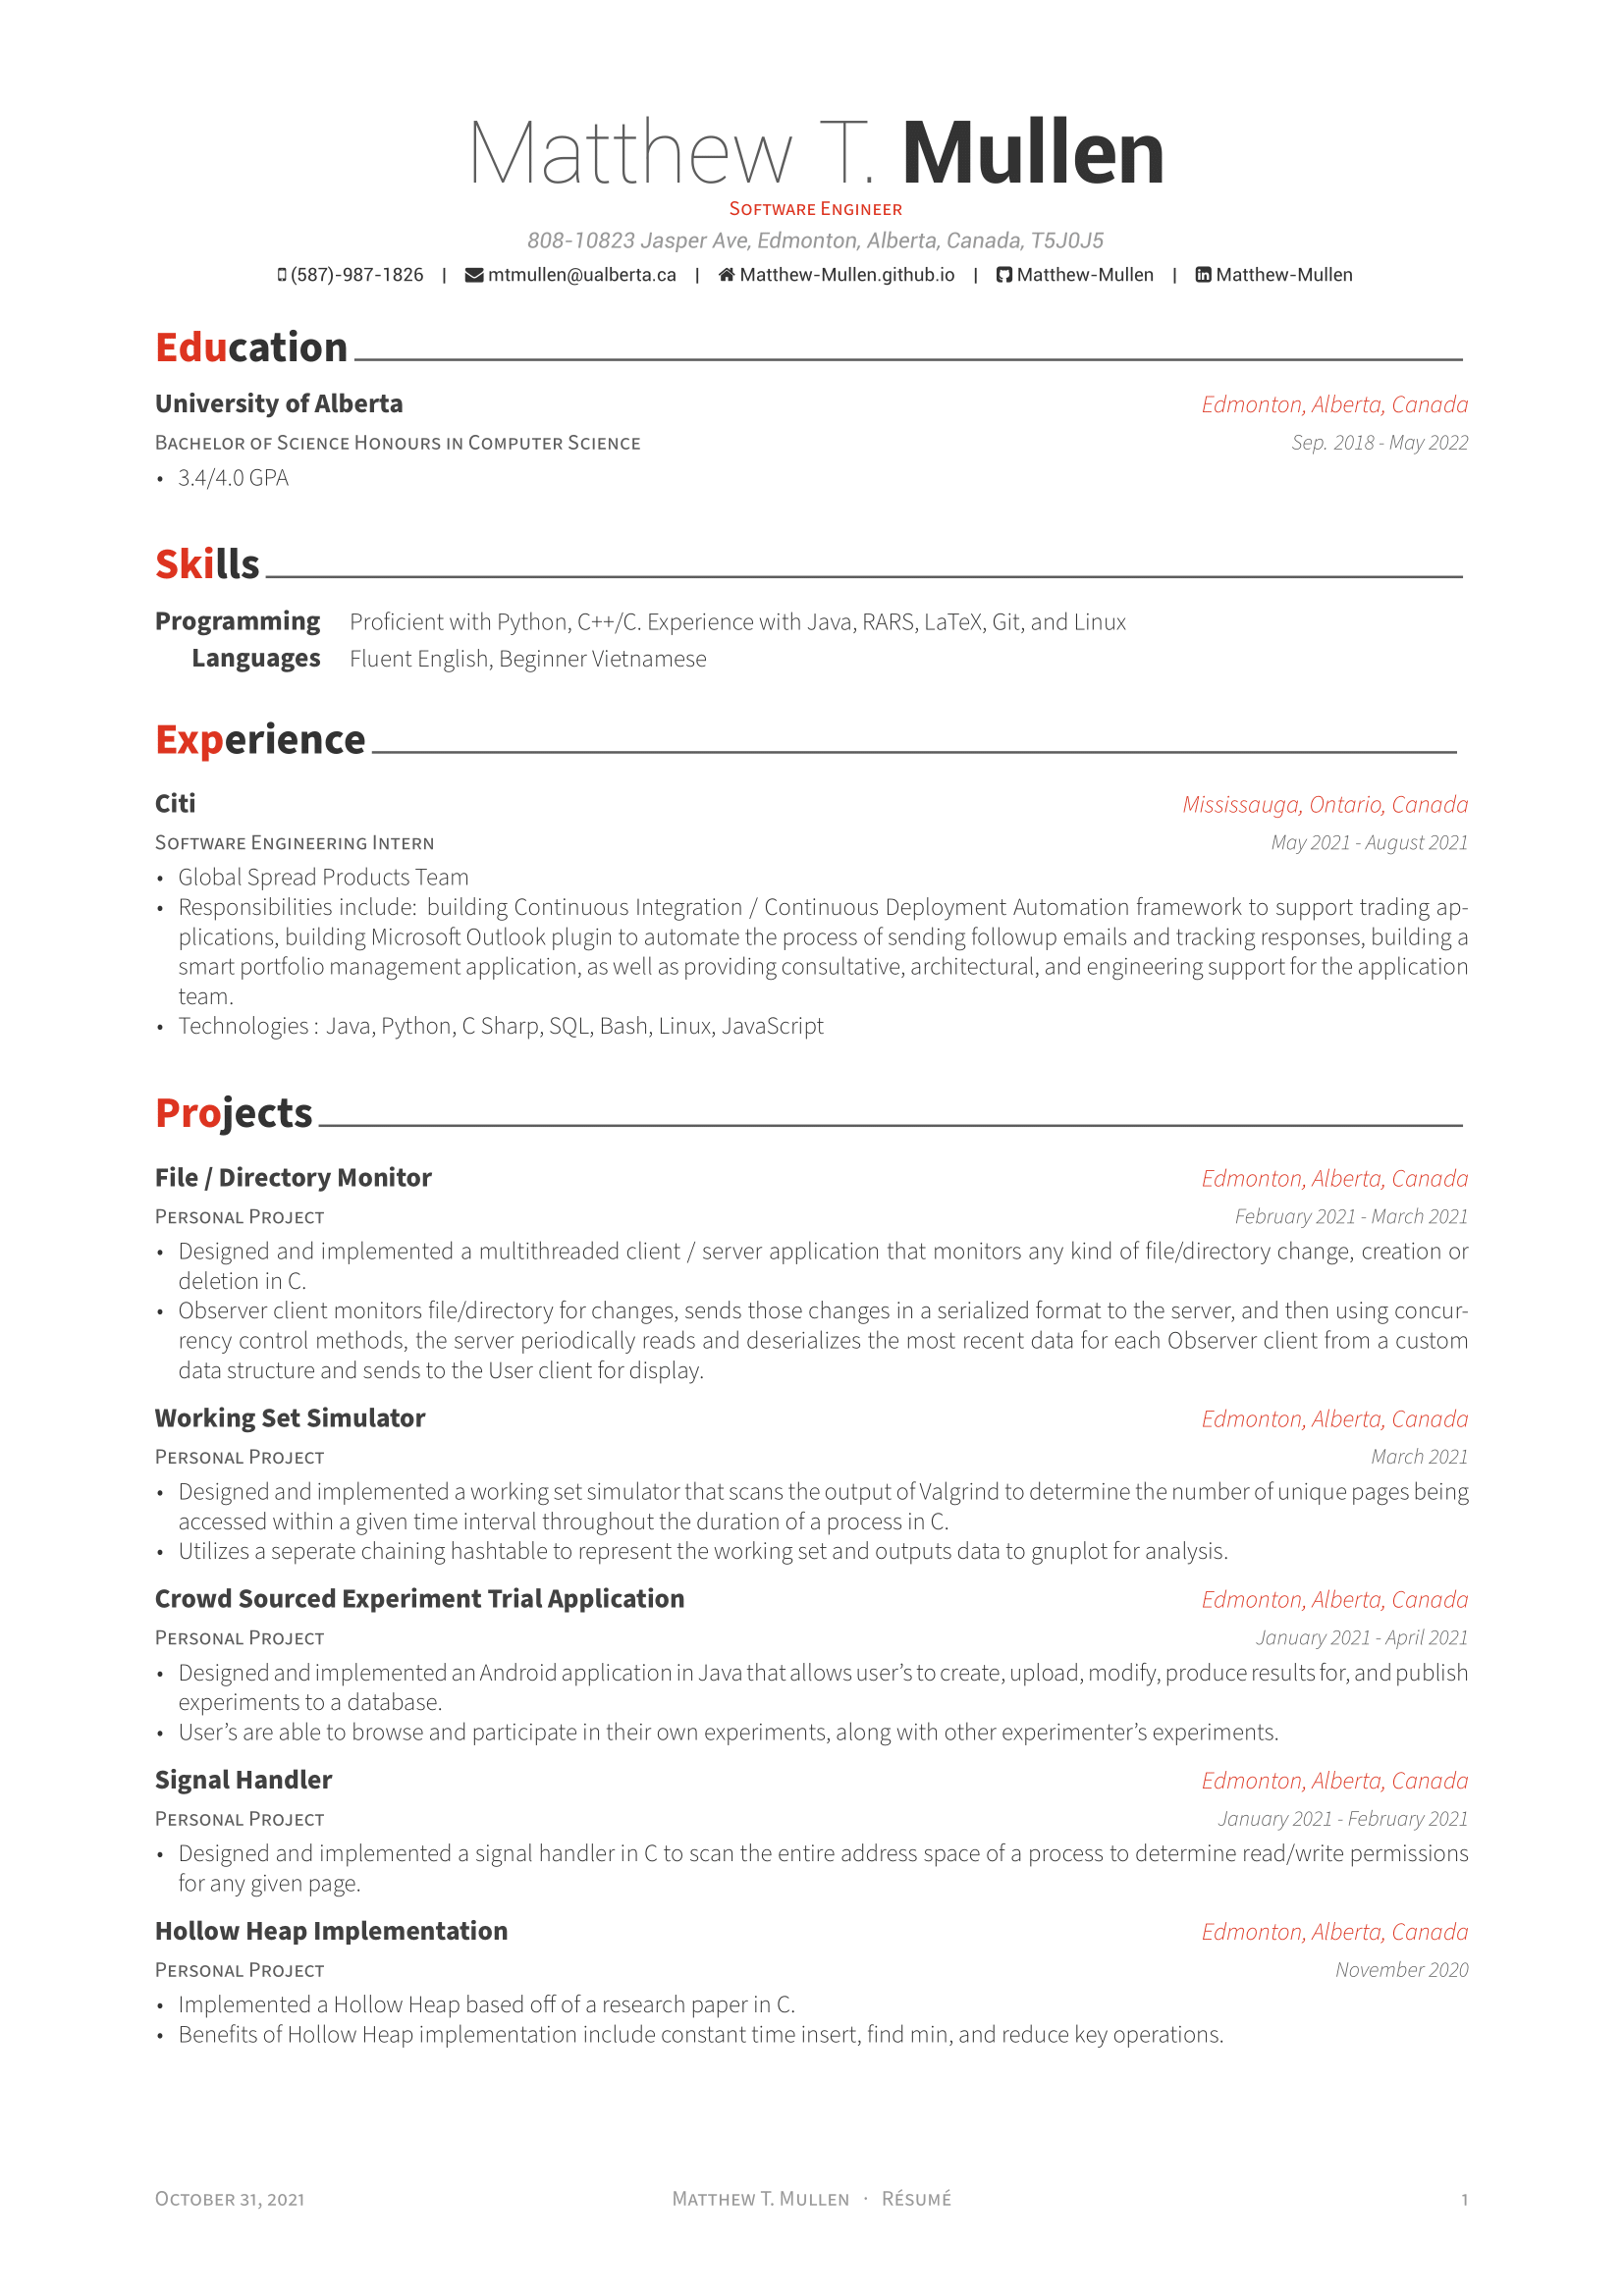 Matthew T. Mullen
Software Engineer
808-10823 Jasper Ave, Edmonton, Alberta, Canada, T5J0J5
(587)-987-1826 | mtmullen@ualberta.ca | Matthew-Mullen.github.io | Matthew-Mullen | Matthew-Mullen
Education
University of Alberta Edmonton, Alberta, Canada
Bachelor of Science Honours in Computer Science Sep. 2018 - May 2022
• 3.4/4.0 GPA
Skills
Programming Proficient with Python, C++/C. Experience with Java, RARS, LaTeX, Git, and Linux
Languages Fluent English, Beginner Vietnamese
Experience
Citi Mississauga, Ontario, Canada
Software Engineering Intern May 2021 - August 2021
• Global Spread Products Team
• Responsibilities include: building Continuous Integration / Continuous Deployment Automation framework to support trading ap-
plications, building Microsoft Outlook plugin to automate the process of sending followup emails and tracking responses, building a
smart portfolio management application, as well as providing consultative, architectural, and engineering support for the application
team.
• Technologies : Java, Python, C Sharp, SQL, Bash, Linux, JavaScript
Projects
File / Directory Monitor Edmonton, Alberta, Canada
Personal Project February 2021 - March 2021
• Designed and implemented a multithreaded client / server application that monitors any kind of file/directory change, creation or
deletion in C.
• Observer client monitors file/directory for changes, sends those changes in a serialized format to the server, and then using concur-
rency control methods, the server periodically reads and deserializes the most recent data for each Observer client from a custom
data structure and sends to the User client for display.
Working Set Simulator Edmonton, Alberta, Canada
Personal Project March 2021
• Designed and implemented a working set simulator that scans the output of Valgrind to determine the number of unique pages being
accessed within a given time interval throughout the duration of a process in C.
• Utilizes a seperate chaining hashtable to represent the working set and outputs data to gnuplot for analysis.
Crowd Sourced Experiment Trial Application Edmonton, Alberta, Canada
Personal Project January 2021 - April 2021
• Designed and implemented an Android application in Java that allows user’s to create, upload, modify, produce results for, and publish
experiments to a database.
• User’s are able to browse and participate in their own experiments, along with other experimenter’s experiments.
Signal Handler Edmonton, Alberta, Canada
Personal Project January 2021 - February 2021
• Designed and implemented a signal handler in C to scan the entire address space of a process to determine read/write permissions
for any given page.
Hollow Heap Implementation Edmonton, Alberta, Canada
Personal Project November 2020
• Implemented a Hollow Heap based off of a research paper in C.
• Benefits of Hollow Heap implementation include constant time insert, find min, and reduce key operations.
October 31, 2021 Matthew T. Mullen · Résumé 1